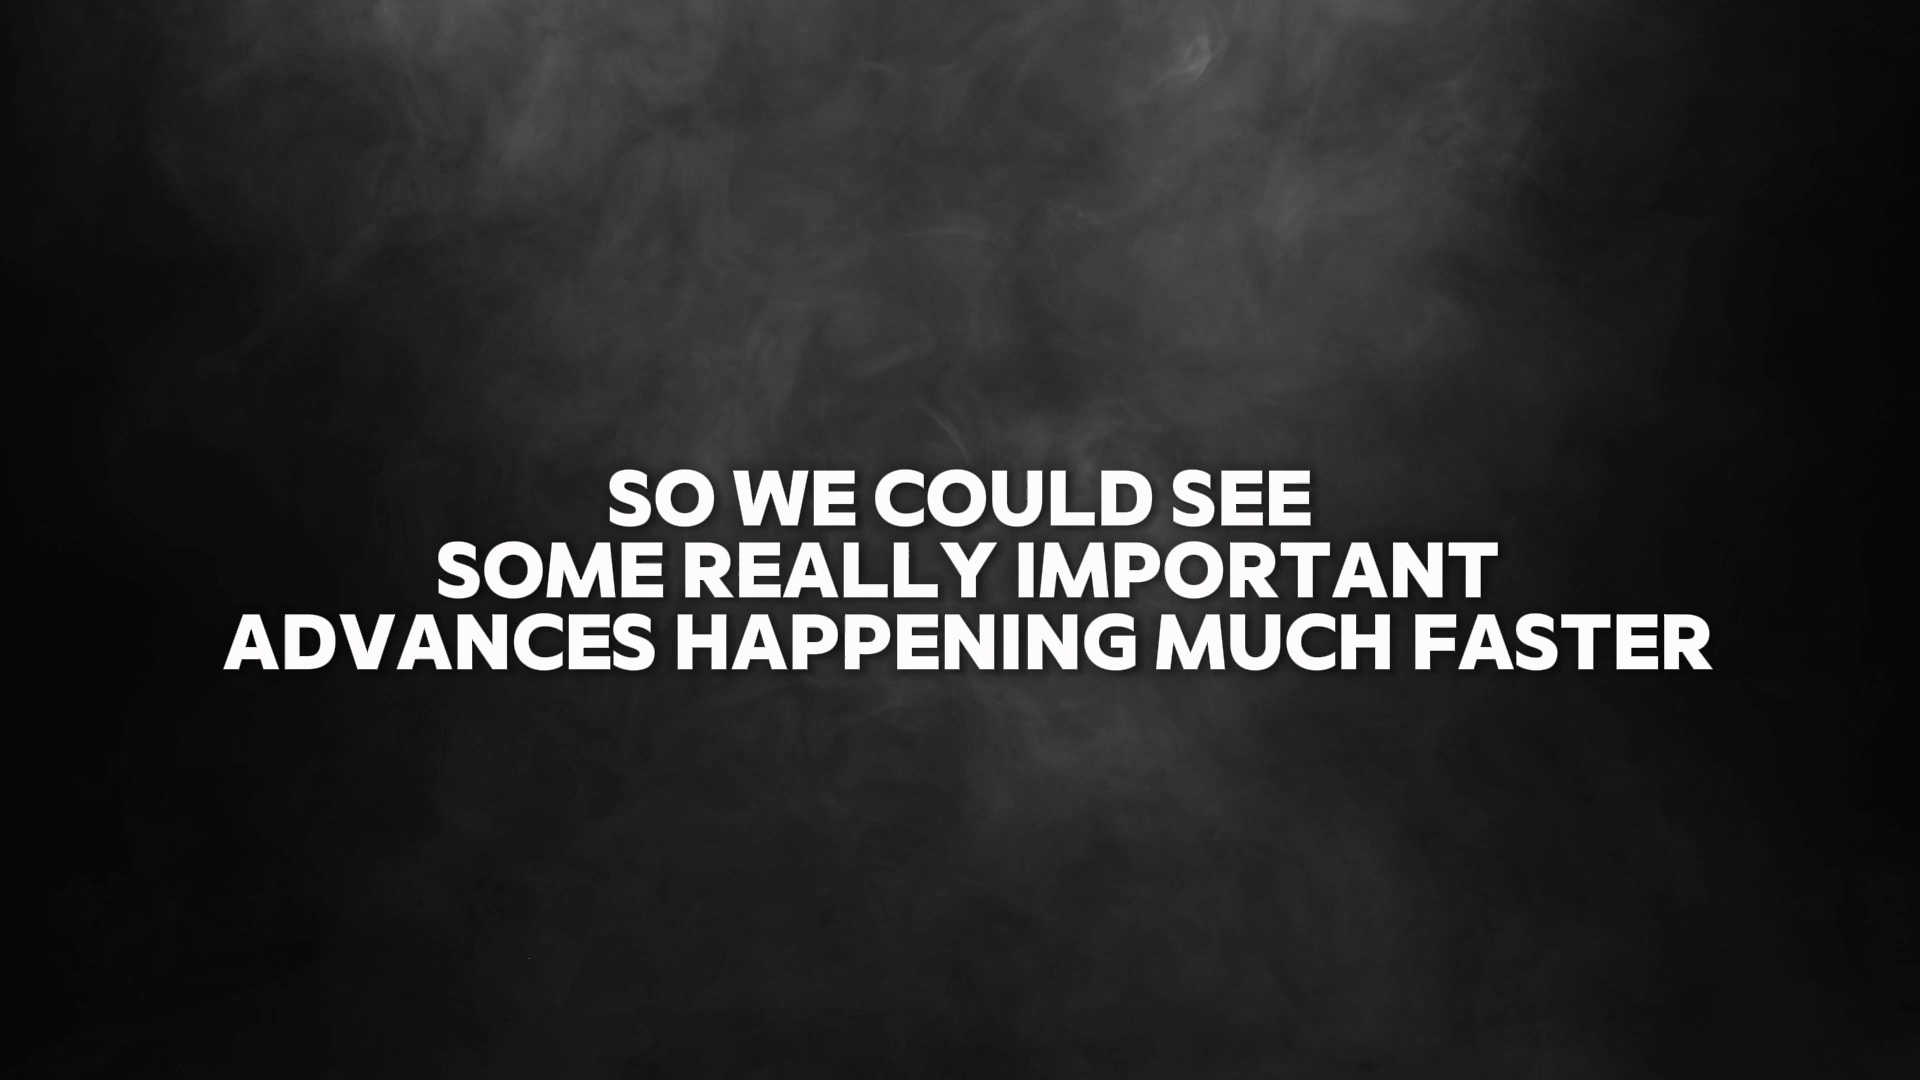 SO WE COULD SEE
SOME REALLY IMPORTANT
ADVANCES HAPPENING MUCH FASTER